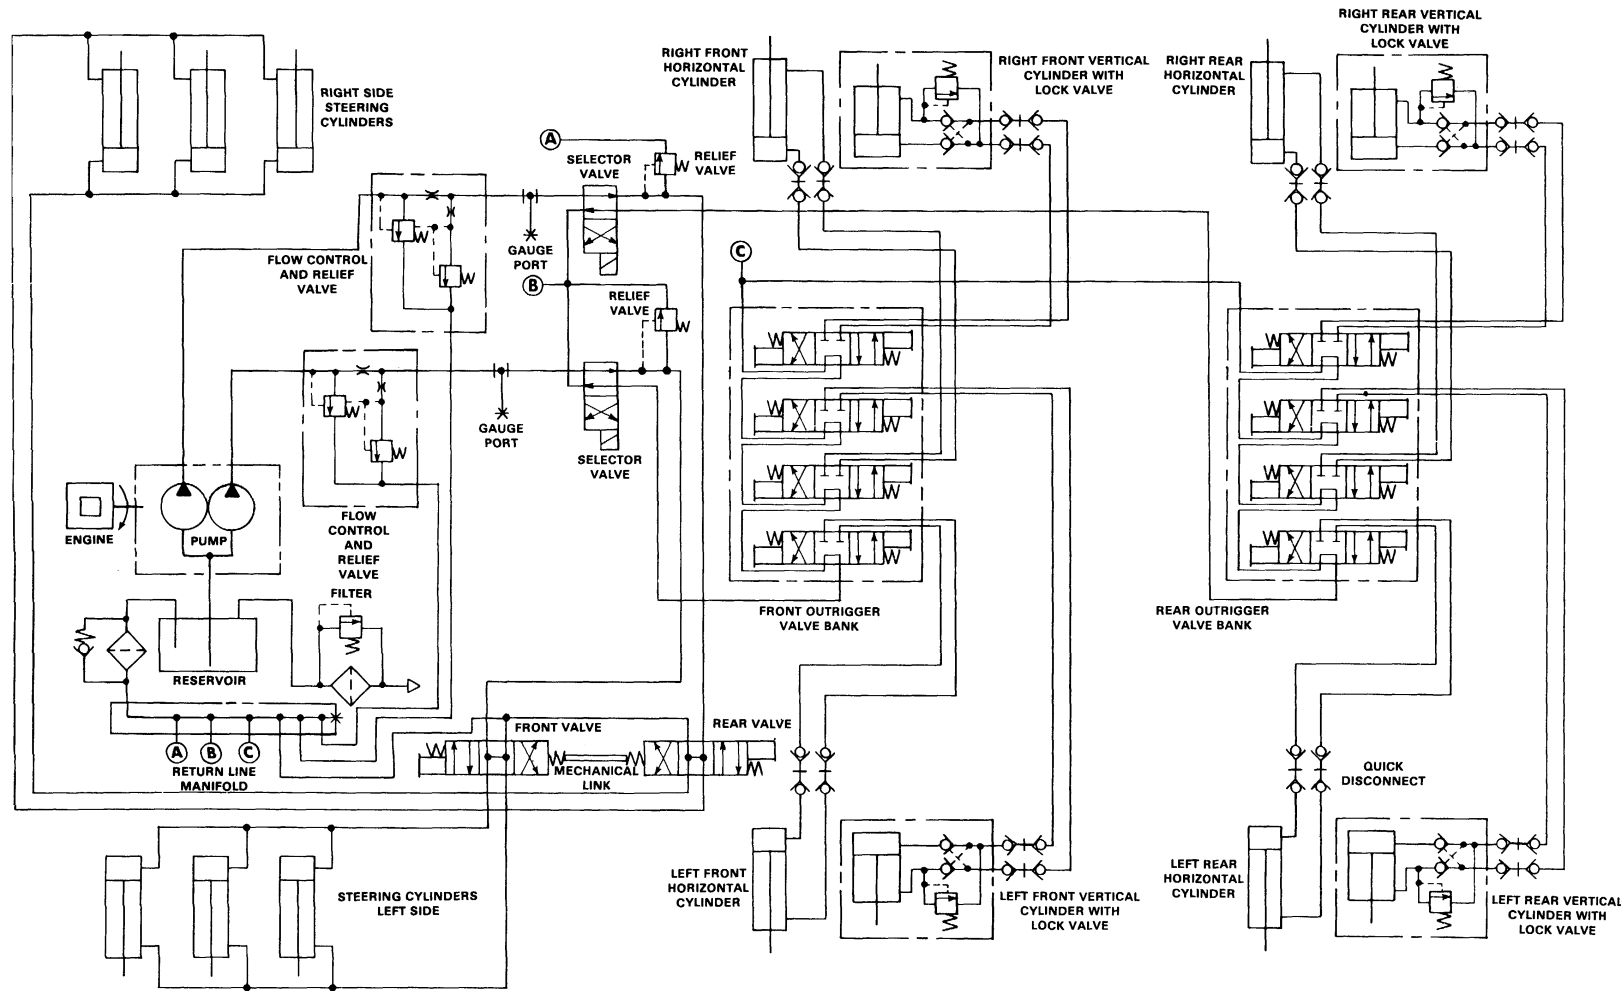 RIGHT SIDE
STEERING
CYLINDERS
RIGHT FRONT
HORIZONTAL
CYLINDER
RIGHT FRONT VERTICAL
CYLINDER WITH
LOCK VALVE
RIGHT REAR
HORIZONTAL
CYLINDER
RIGHT REAR VERTICAL
CYLINDER WITH
LOCK VALVE
A
SELECTOR
VALVE
RELIEF
VALVE
FLOW CONTROL
AND RELIEF
VALVE
GAUGE
PORT
B
RELIEF
VALVE
C
GAUGE
PORT
SELECTOR
VALVE
ENGINE
PUMP
FLOW
CONTROL
AND
RELIEF
VALVE
FILTER
RESERVOIR
FRONT OUTRIGGER
VALVE BANK
REAR OUTRIGGER
VALVE BANK
A
B
C
RETURN LINE
MANIFOLD
FRONT VALVE
REAR VALVE
MECHANICAL
LINK
QUICK
DISCONNECT
STEERING CYLINDERS
LEFT SIDE
LEFT FRONT
HORIZONTAL
CYLINDER
LEFT FRONT VERTICAL
CYLINDER WITH
LOCK VALVE
LEFT REAR
HORIZONTAL
CYLINDER
LEFT REAR VERTICAL
CYLINDER WITH
LOCK VALVE